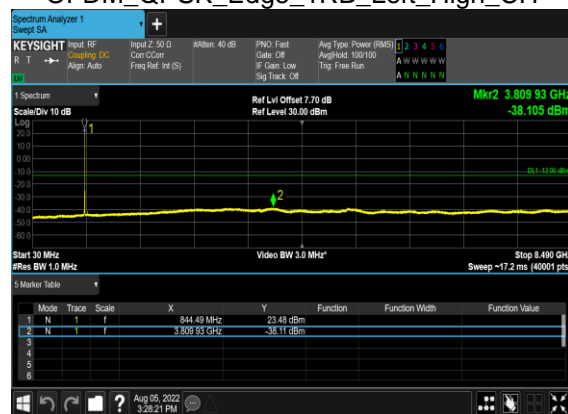 Spectrum Analyzer 1
Swept SA
+
KEYSIGHT
R T
Input: RF
Coupling: DC
Align: Auto
Input Z: 50 Ω
Corr CCorr
Freq Ref: Int (S)
#Atten: 40 dB
PNO: Fast
Gate: Off
IF Gain: Low
Sig Track: Off
Avg Type: Power (RMS)
Avg|Hold: 100/100
Trig: Free Run
1 2 3 4 5 6
A W W W W W
A N N N N N
1 Spectrum
Scale/Div 10 dB
Log
Ref Lvl Offset 7.70 dB
Ref Level 30.00 dBm
Mkr2 3.809 93 GHz
-38.105 dBm
20.0
10.0
0.00
-10.0
-20.0
-30.0
-40.0
-50.0
-60.0
1
2
DL1 -13.00 dBm
Start 30 MHz
#Res BW 1.0 MHz
Video BW 3.0 MHz*
Stop 8.490 GHz
Sweep ~17.2 ms (40001 pts)
5 Marker Table
Mode Trace Scale X Y Function Function Width Function Value
1 N 1 f 844.49 MHz 23.48 dBm
2 N 1 f 3.809 93 GHz -38.11 dBm
3
4
5
6
?
Aug 05, 2022
3:28:21 PM